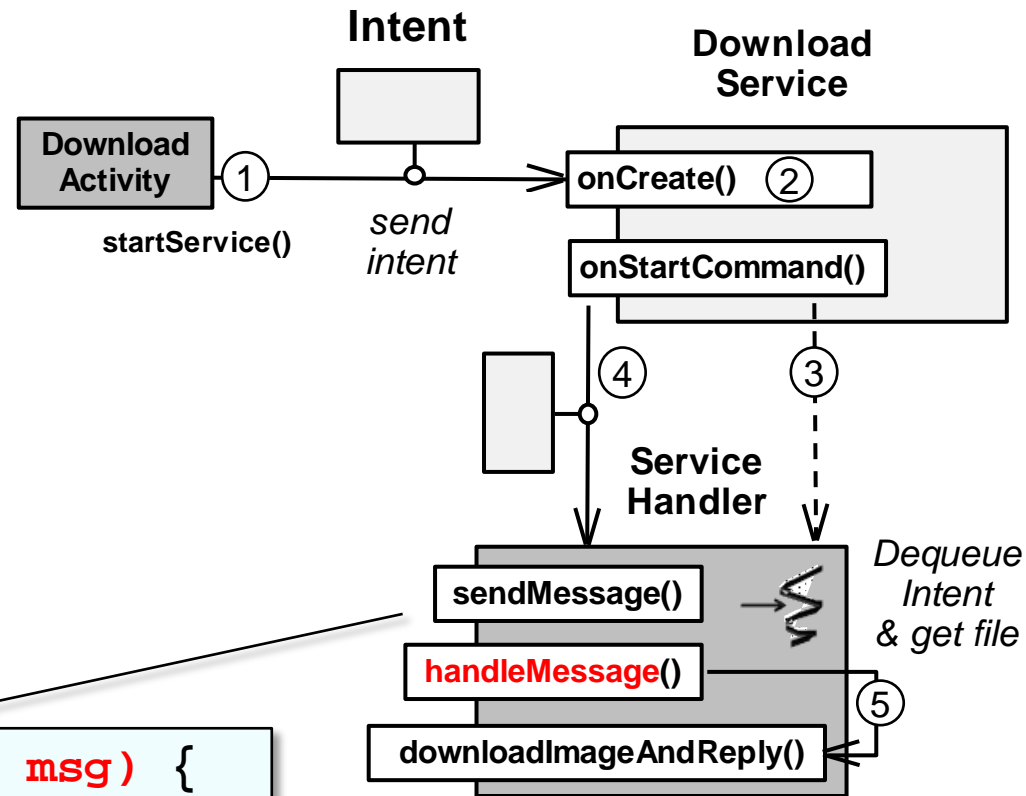 Intent
Download
Service
Download
Activity
1
onCreate()
2
startService()
send
intent
onStartCommand()
4
3
Service
Handler
Dequeue
Intent
& get file
sendMessage()
handleMessage()
5
downloadImageAndReply()
msg) {